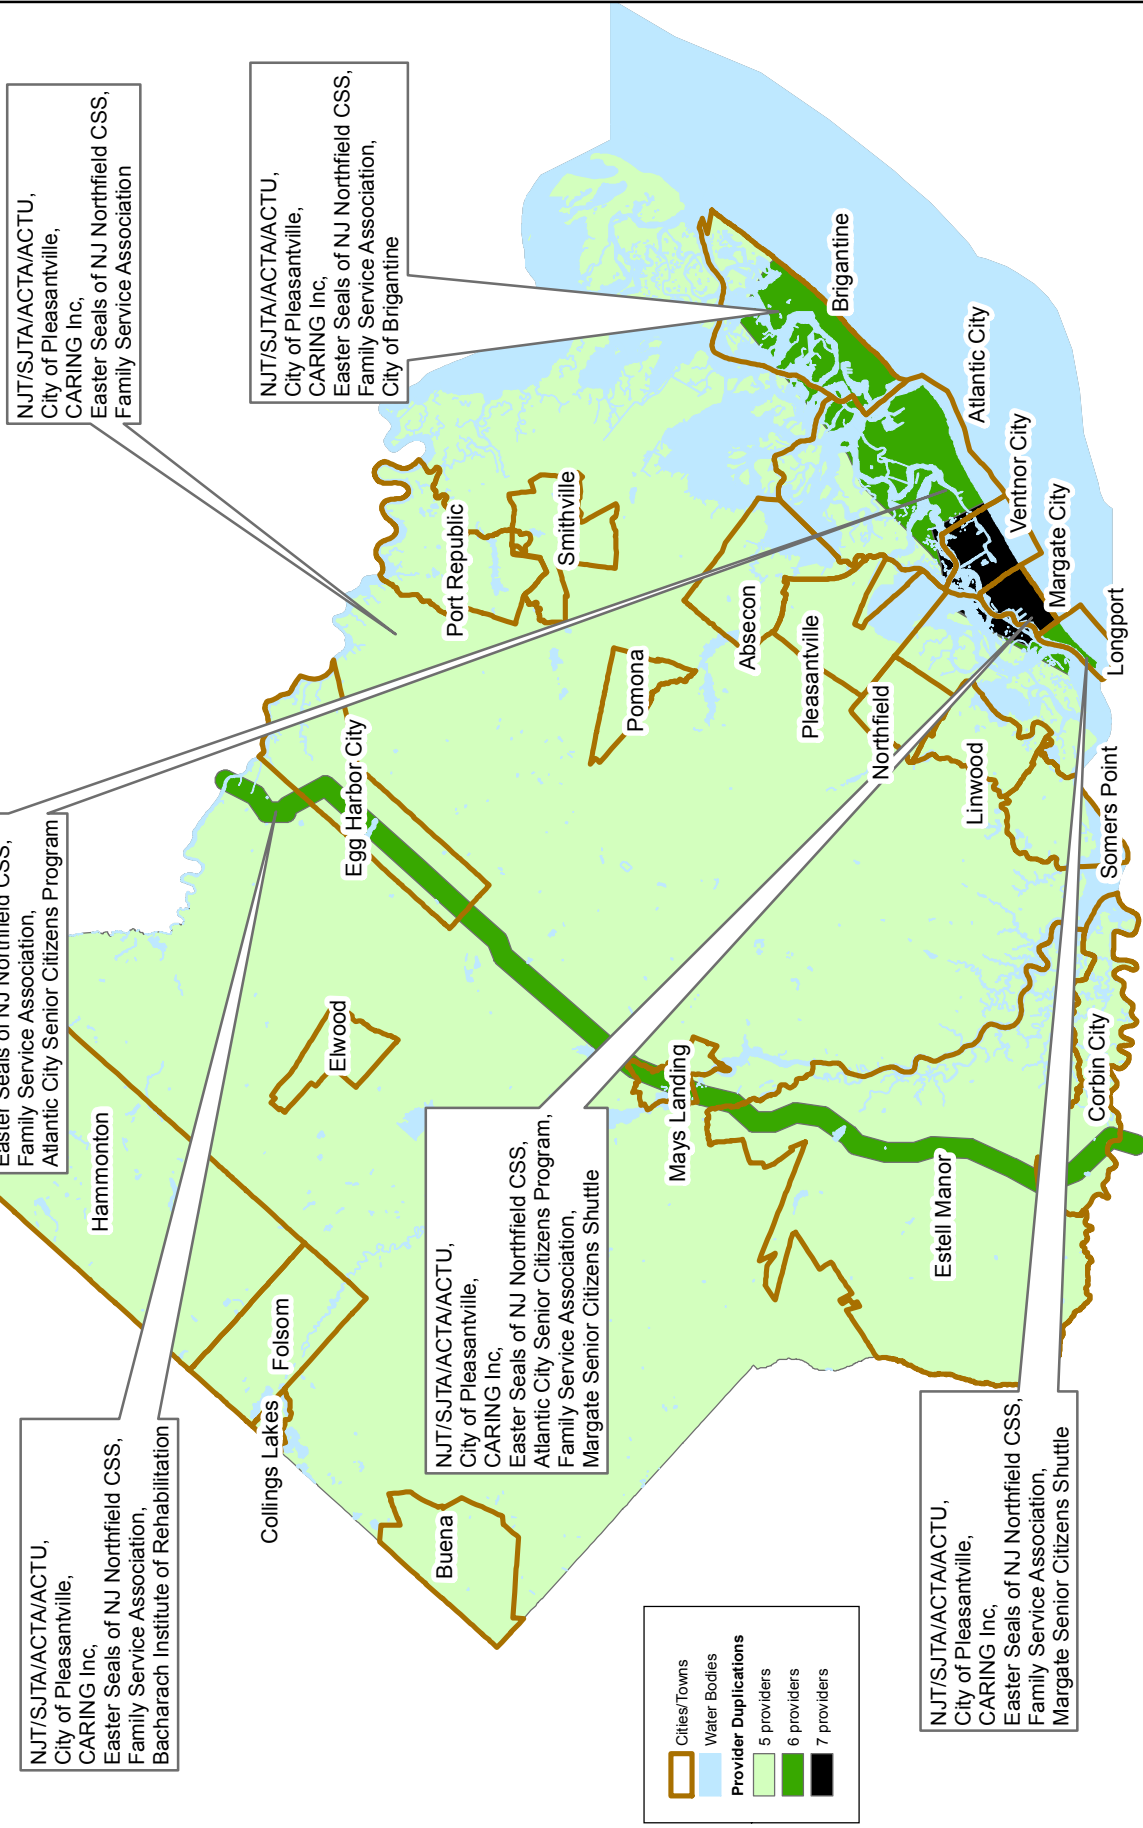 NJT/SJTA/ACTA/ACTU,
City of Pleasantville,
CARING Inc,
Easter Seals of NJ Northfield CSS,
Family Service Association
NJT/SJTA/ACTA/ACTU,
City of Pleasantville,
CARING Inc,
Easter Seals of NJ Northfield CSS,
Family Service Association,
City of Brigantine
Easter Seals of NJ Northfield CSS,
Family Service Association,
Atlantic City Senior Citizens Program
NJT/SJTA/ACTA/ACTU,
City of Pleasantville,
CARING Inc,
Easter Seals of NJ Northfield CSS,
Family Service Association,
Bacharach Institute of Rehabilitation
NJT/SJTA/ACTA/ACTU,
City of Pleasantville,
CARING Inc,
Easter Seals of NJ Northfield CSS,
Atlantic City Senior Citizens Program,
Family Service Association,
Margate Senior Citizens Shuttle
NJT/SJTA/ACTA/ACTU,
City of Pleasantville,
CARING Inc,
Easter Seals of NJ Northfield CSS,
Family Service Association,
Margate Senior Citizens Shuttle
Hammonton
Folsom
Collings Lakes
Buena
Elwood
Egg Harbor City
Port Republic
Smithville
Pomona
Absecon
Pleasantville
Northfield
Linwood
Somers Point
Mays Landing
Estell Manor
Corbin City
Brigantine
Atlantic City
Ventnor City
Margate City
Longport
Cities/Towns
Water Bodies
Provider Duplications
5 providers
6 providers
7 providers